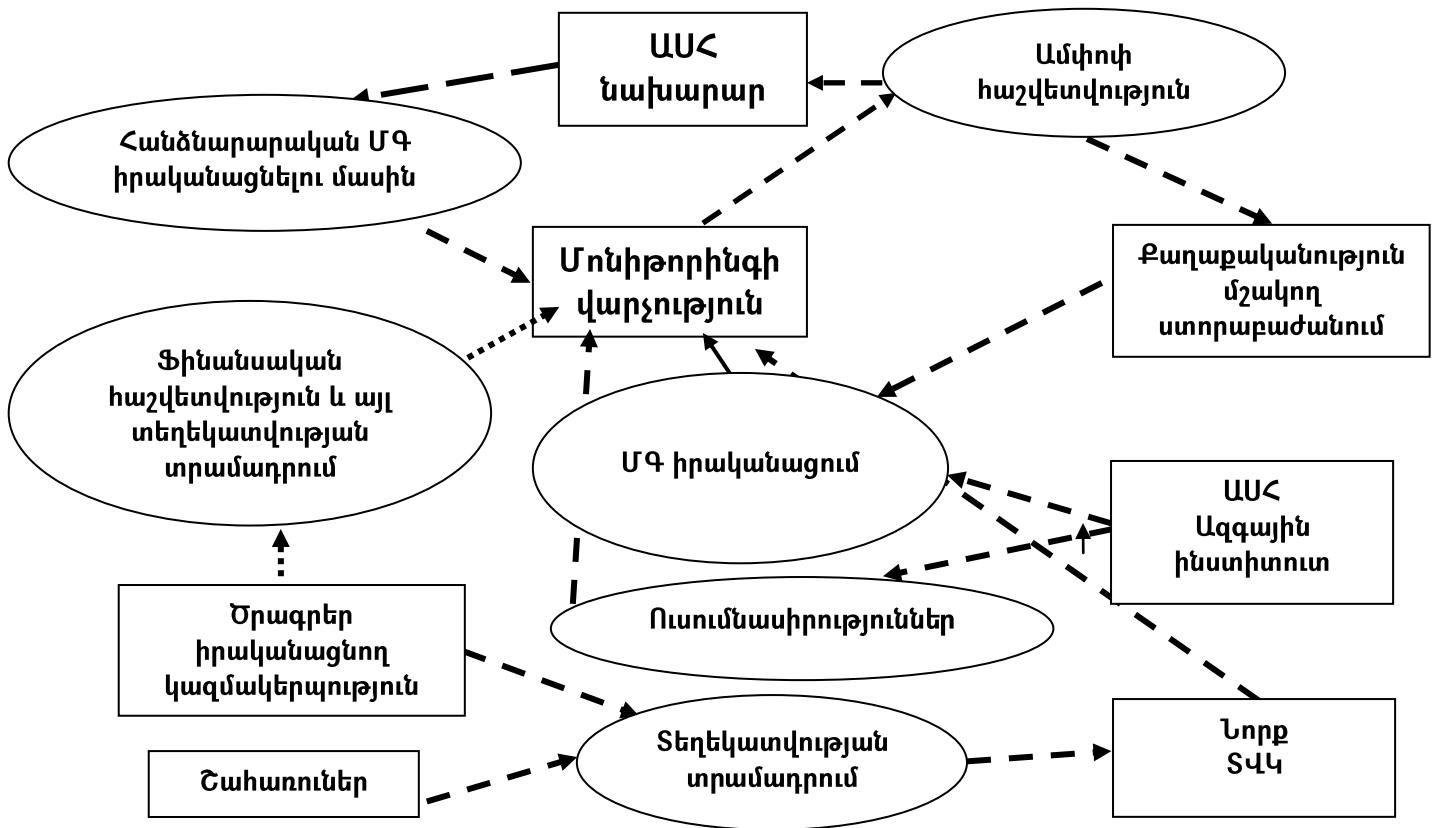 ԱՍՀ
նախարար
Ամփոփ
հաշվետվություն
Հանձնարարական ՄԳ
իրականացնելու մասին
Մոնիթորինգի
վարչություն
Քաղաքականություն
մշակող
ստորաբաժանում
Ֆինանսական
հաշվետվություն և այլ
տեղեկատվության
տրամադրում
ՄԳ իրականացում
ԱՍՀ
Ազգային
ինստիտուտ
Ծրագրեր
իրականացնող
կազմակերպություն
Ուսումնասիրություններ
Տեղեկատվության
տրամադրում
Նորք
ՏՎԿ
Շահառուներ